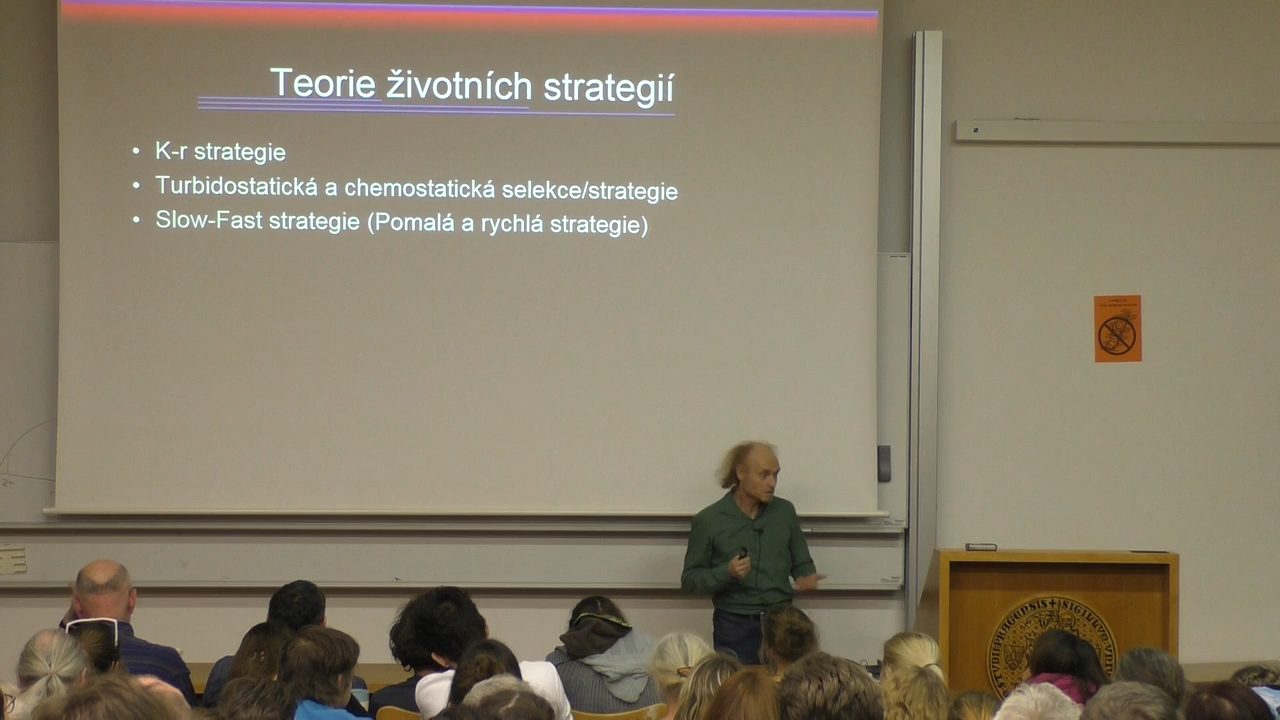 Teorie životních strategií
• K-r strategie
• Turbidostatická a chemostatická selekce/strategie
• Slow-Fast strategie (Pomalá a rychlá strategie)